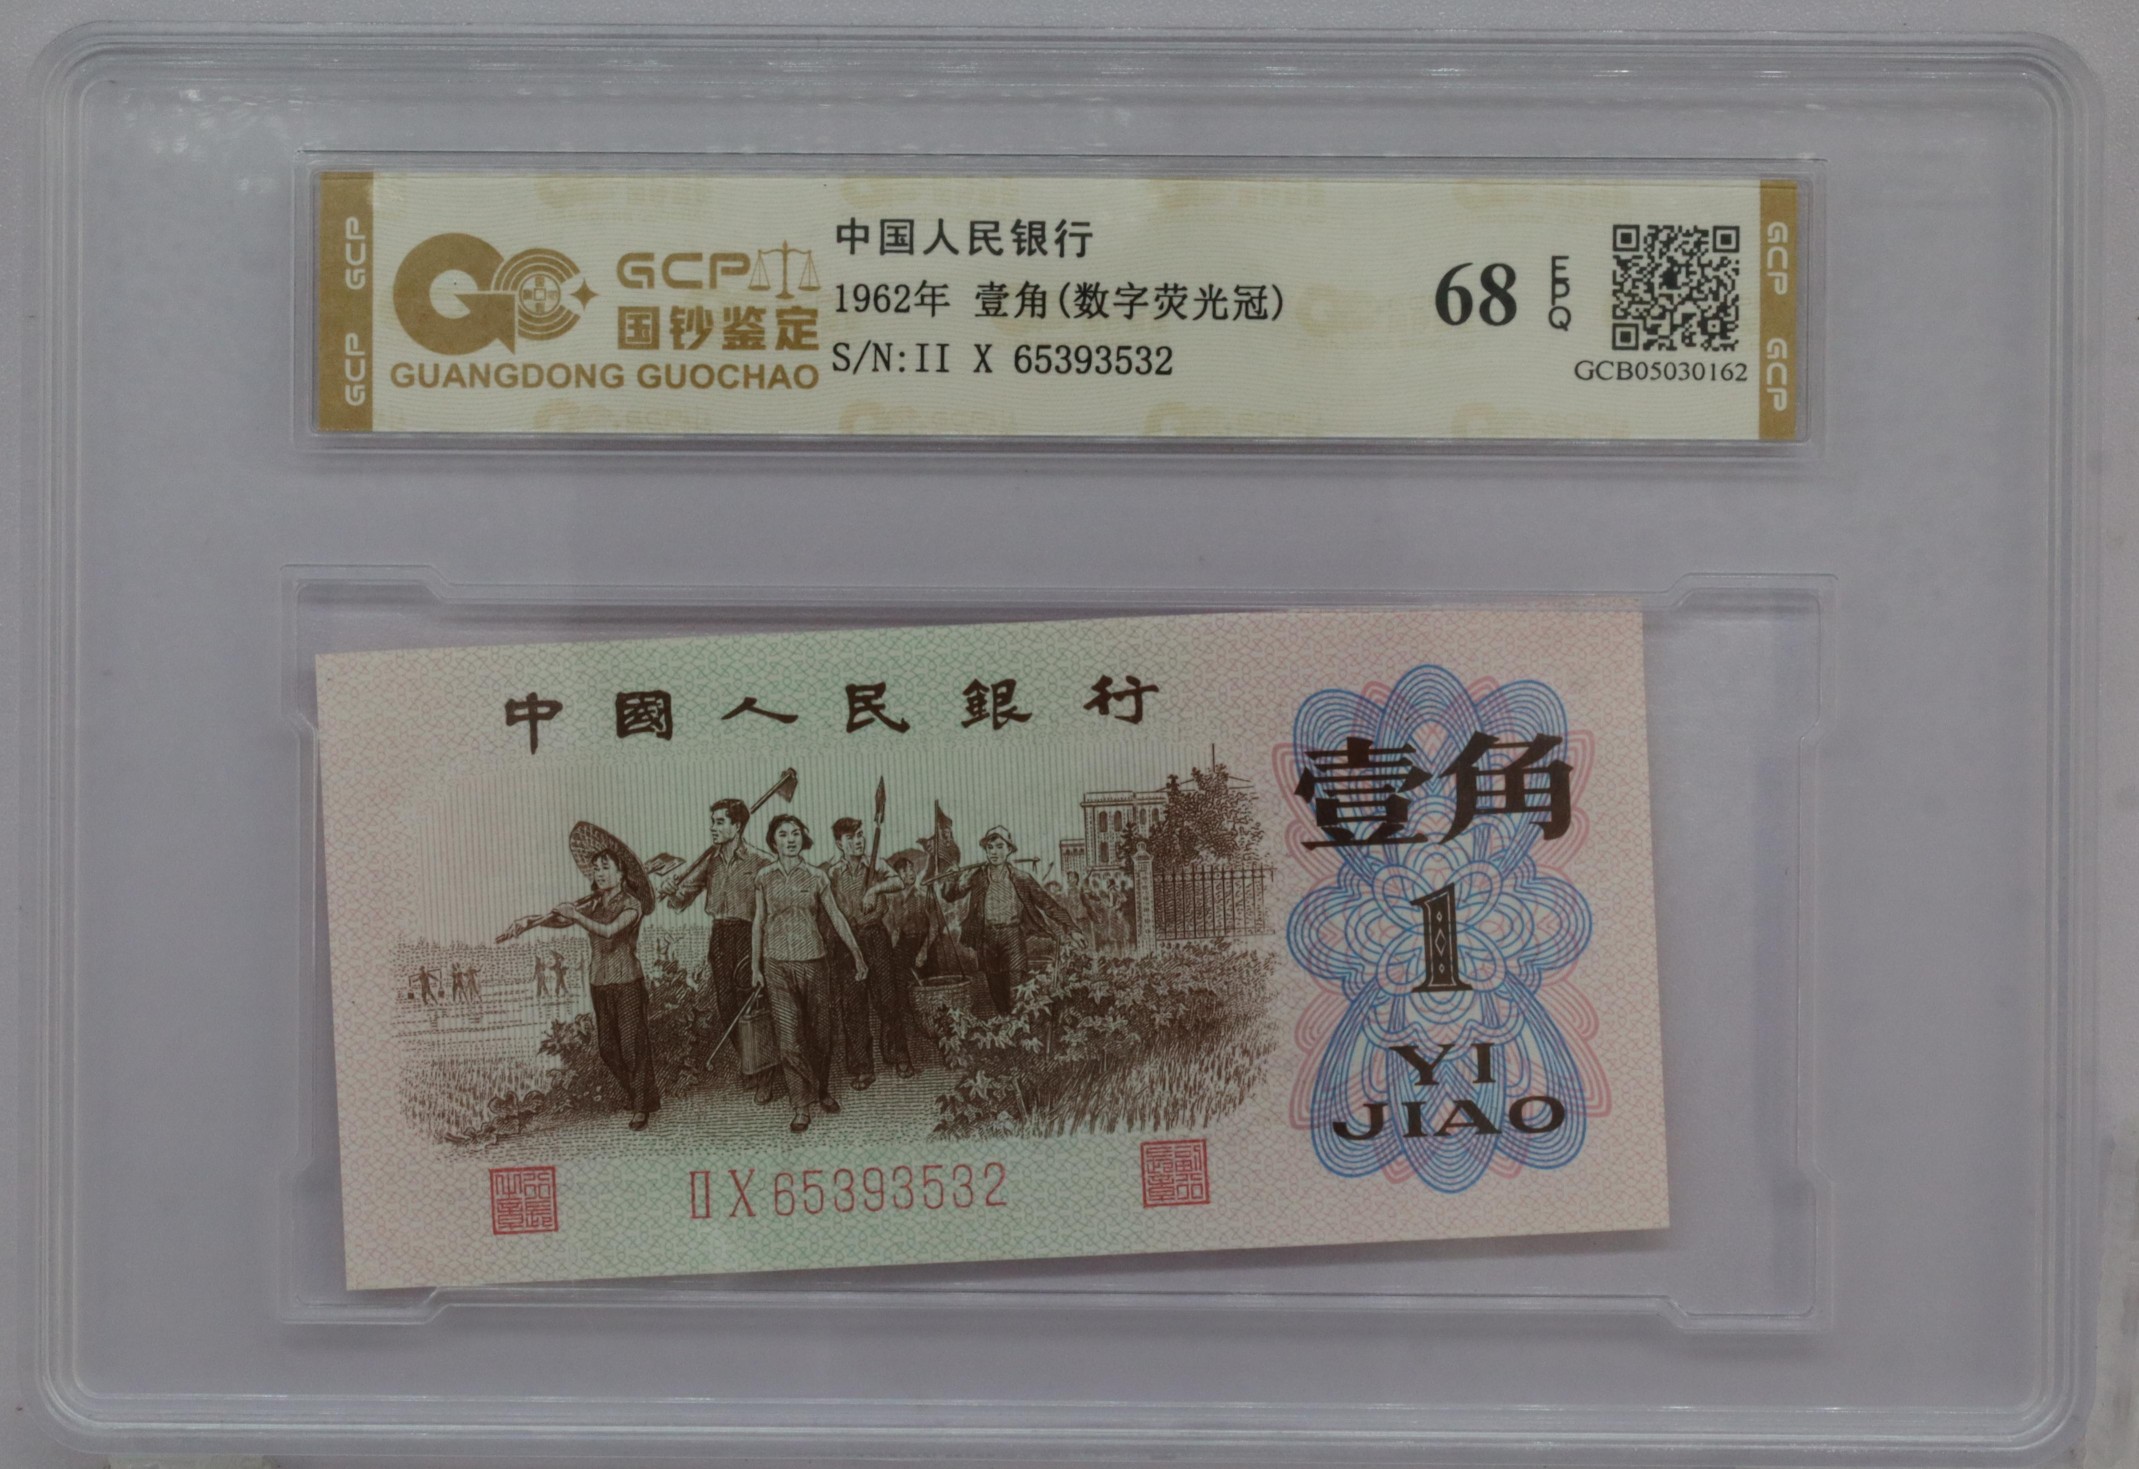 GCP
GCP
GCP
国钞鉴定
GUANGDONG GUOCHAO
中国人民银行
1962年 壹角(数字荧光冠)
S/N:II X 65393532
68 EPQ
GCB05030162
GCP
GCP
中國人民銀行
壹角
1
YI
JIAO
ⅡX65393532